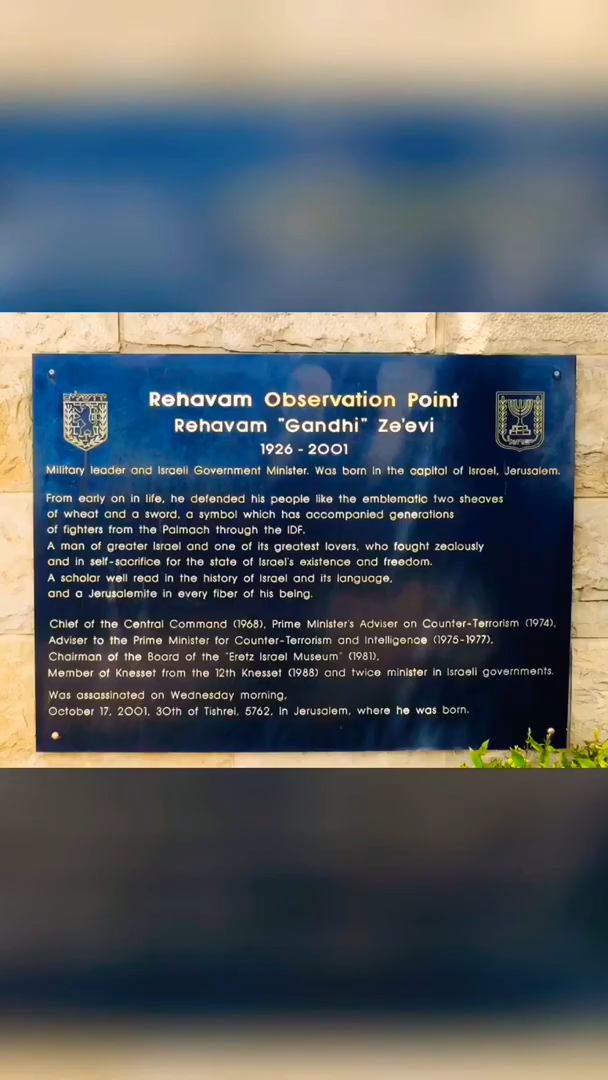 Rehavam Observation Point
Rehavam "Gandhi" Ze'evi
1926 - 2001
Military leader and Israeli Government Minister. Was born in the capital of Israel, Jerusalem.
From early on in life, he defended his people like the emblematic two sheaves
of wheat and a sword, a symbol which has accompanied generations
of fighters from the Palmach through the IDF.
A man of greater Israel and one of its greatest lovers, who fought zealously
and in self-sacrifice for the state of Israel's existence and freedom.
A scholar well read in the history of Israel and its language,
and a Jerusalemite in every fiber of his being.
Chief of the Central Command (1968), Prime Minister's Adviser on Counter-Terrorism (1974),
Adviser to the Prime Minister for Counter-Terrorism and Intelligence (1975-1977),
Chairman of the Board of the "Eretz Israel Museum" (1981),
Member of Knesset from the 12th Knesset (1988) and twice minister in Israeli governments.
Was assassinated on Wednesday morning,
October 17, 2001, 30th of Tishrei, 5762, in Jerusalem, where he was born.